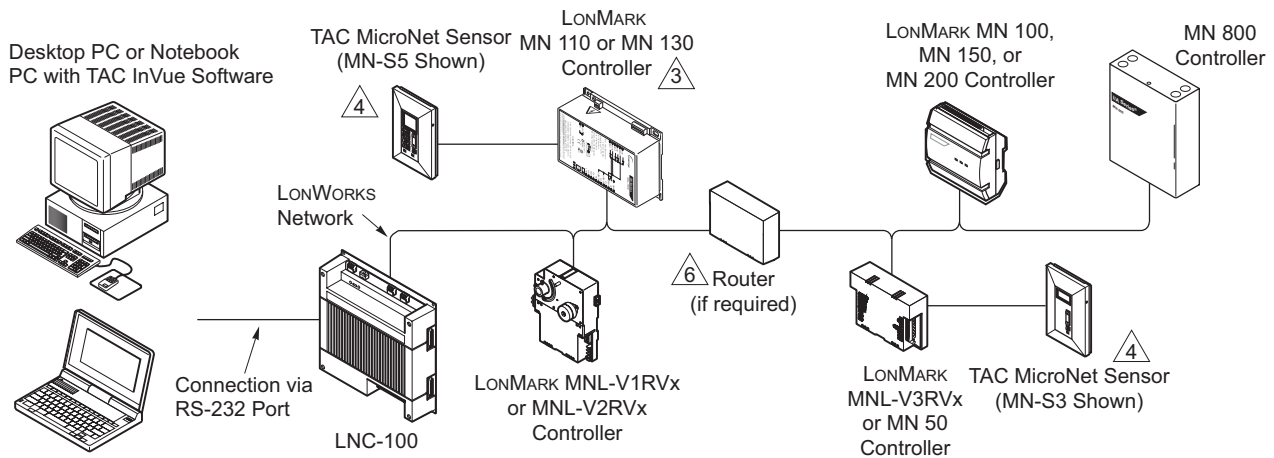 Desktop PC or Notebook
PC with TAC InVue Software
TAC MicroNet Sensor
(MN-S5 Shown)
4
LONMARK
MN 110 or MN 130
Controller 3
LONMARK MN 100,
MN 150, or
MN 200 Controller
MN 800
Controller
LONWORKS
Network
6 Router
(if required)
Connection via
RS-232 Port
LNC-100
LONMARK MNL-V1RVx
or MNL-V2RVx
Controller
LONMARK
MNL-V3RVx
or MN 50
Controller
4
TAC MicroNet Sensor
(MN-S3 Shown)